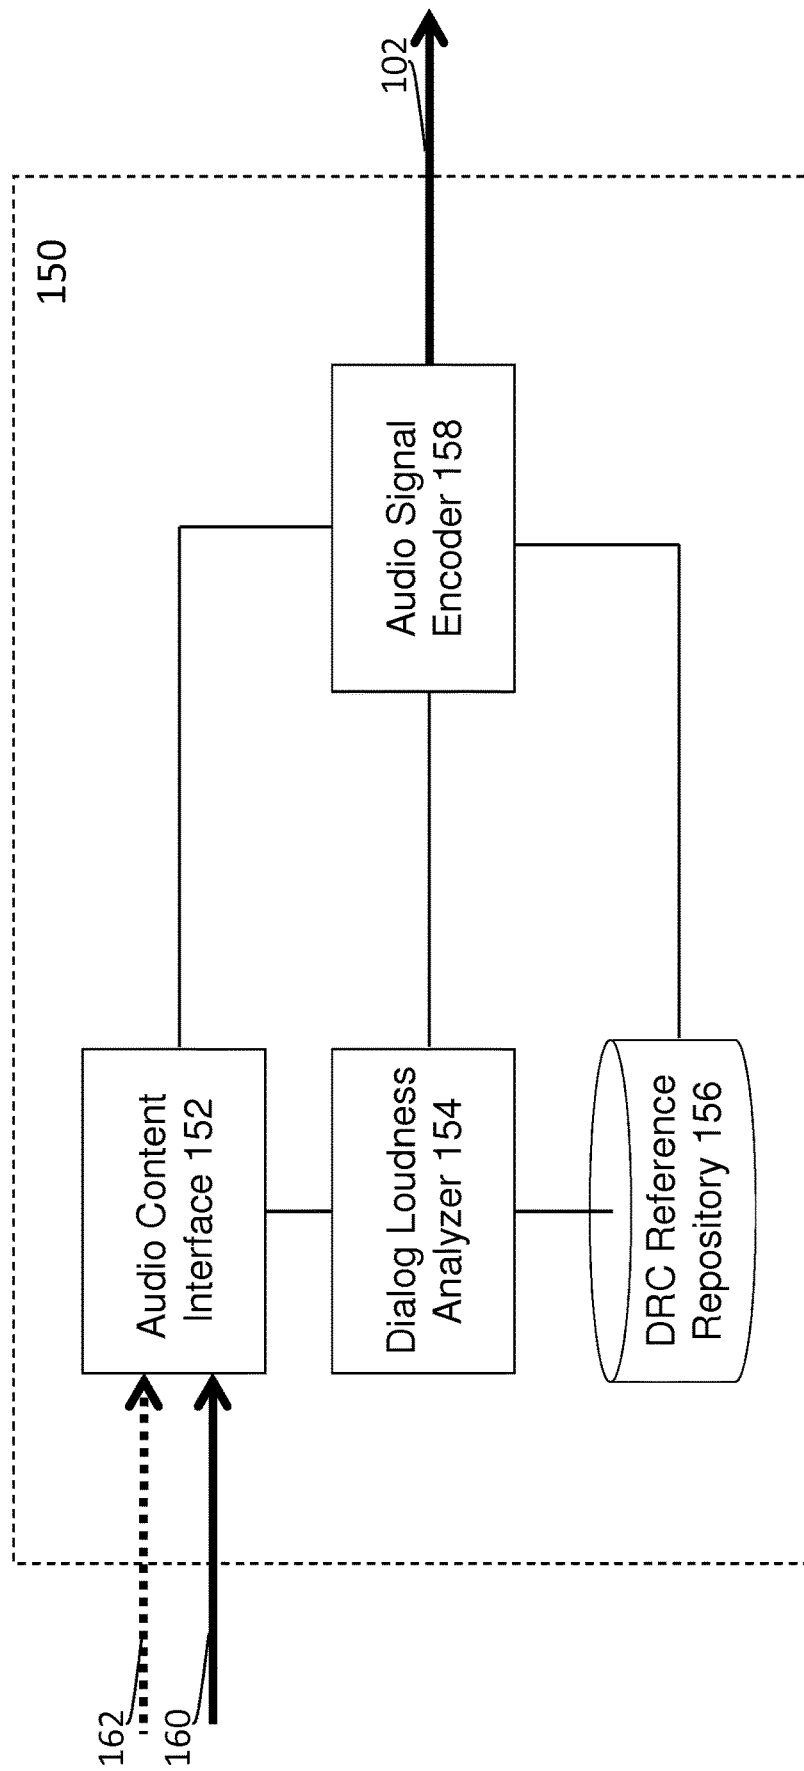 150
162
160
Audio Content
Interface 152
Dialog Loudness
Analyzer 154
DRC Reference
Repository 156
Audio Signal
Encoder 158
102